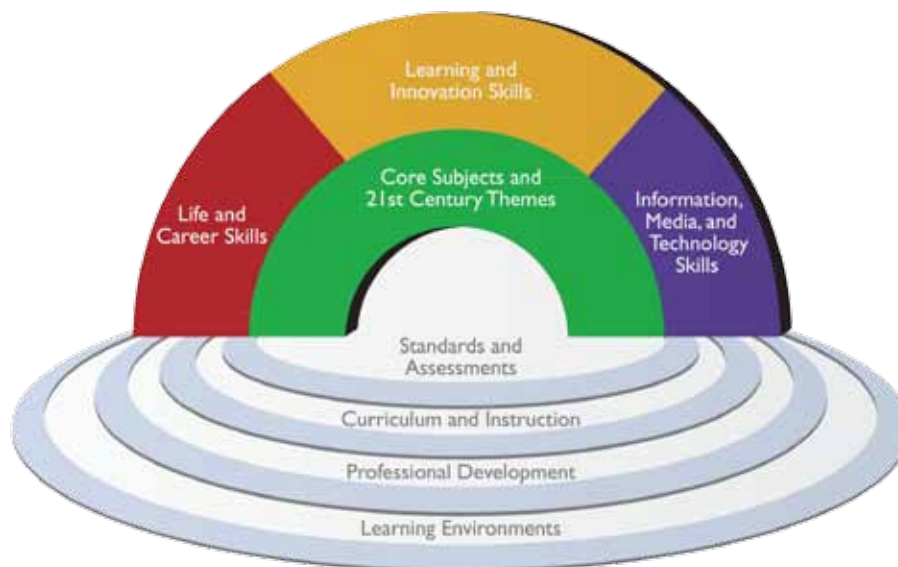 Learning and
Innovation Skills
Core Subjects and
21st Century Themes
Life and
Career Skills
Information,
Media, and
Technology
Skills
Standards and
Assessments
Curriculum and Instruction
Professional Development
Learning Environments